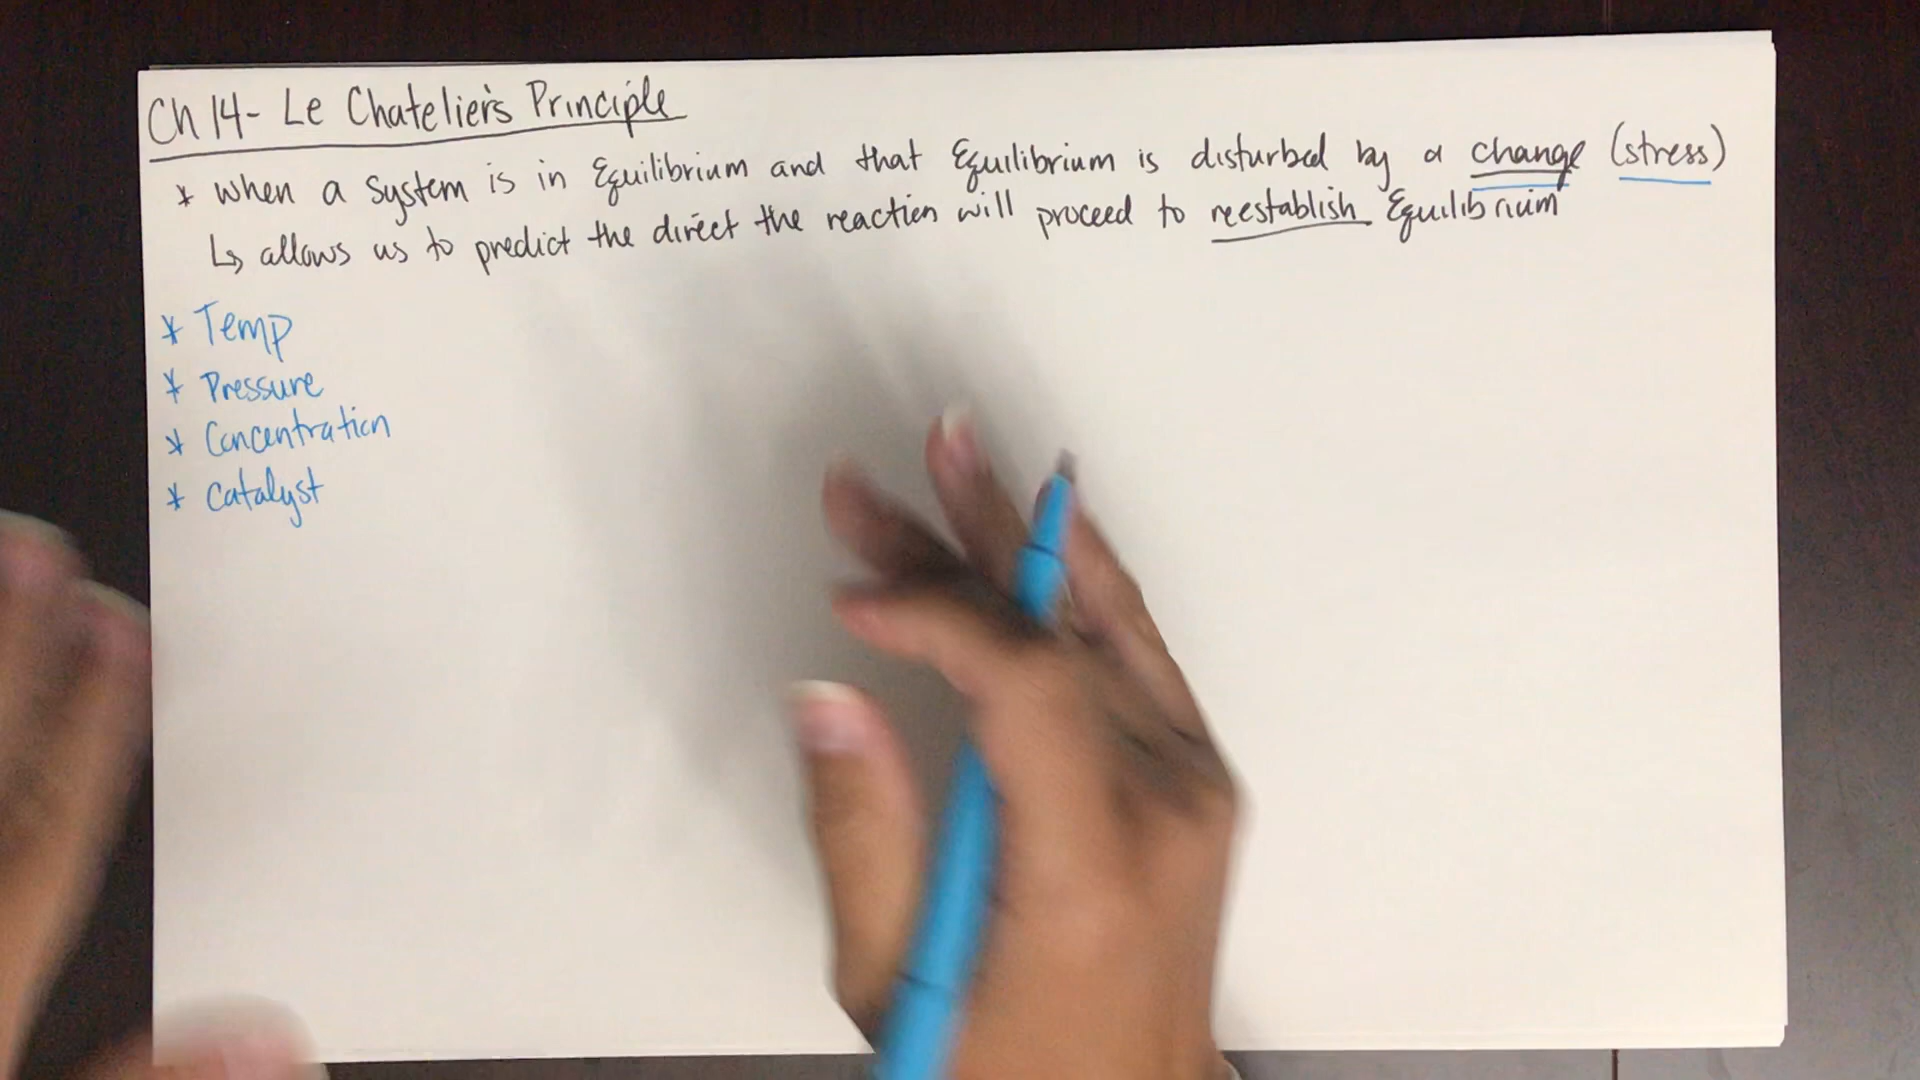 Ch 14- Le Chatelier's Principle
* when a system is in Equilibrium and that Equilibrium is disturbed by a change (stress)
↳ allows us to predict the direct the reaction will proceed to reestablish Equilibrium
* Temp
* Pressure
* Concentration
* Catalyst